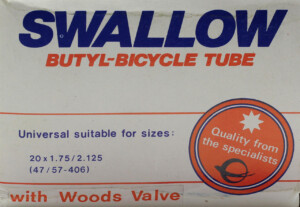 SWALLOW
BUTYL-BICYCLE TUBE
Universal suitable for sizes:
20 x 1.75/2.125
(47/57-406)
Quality from
the specialists
with Woods Valve